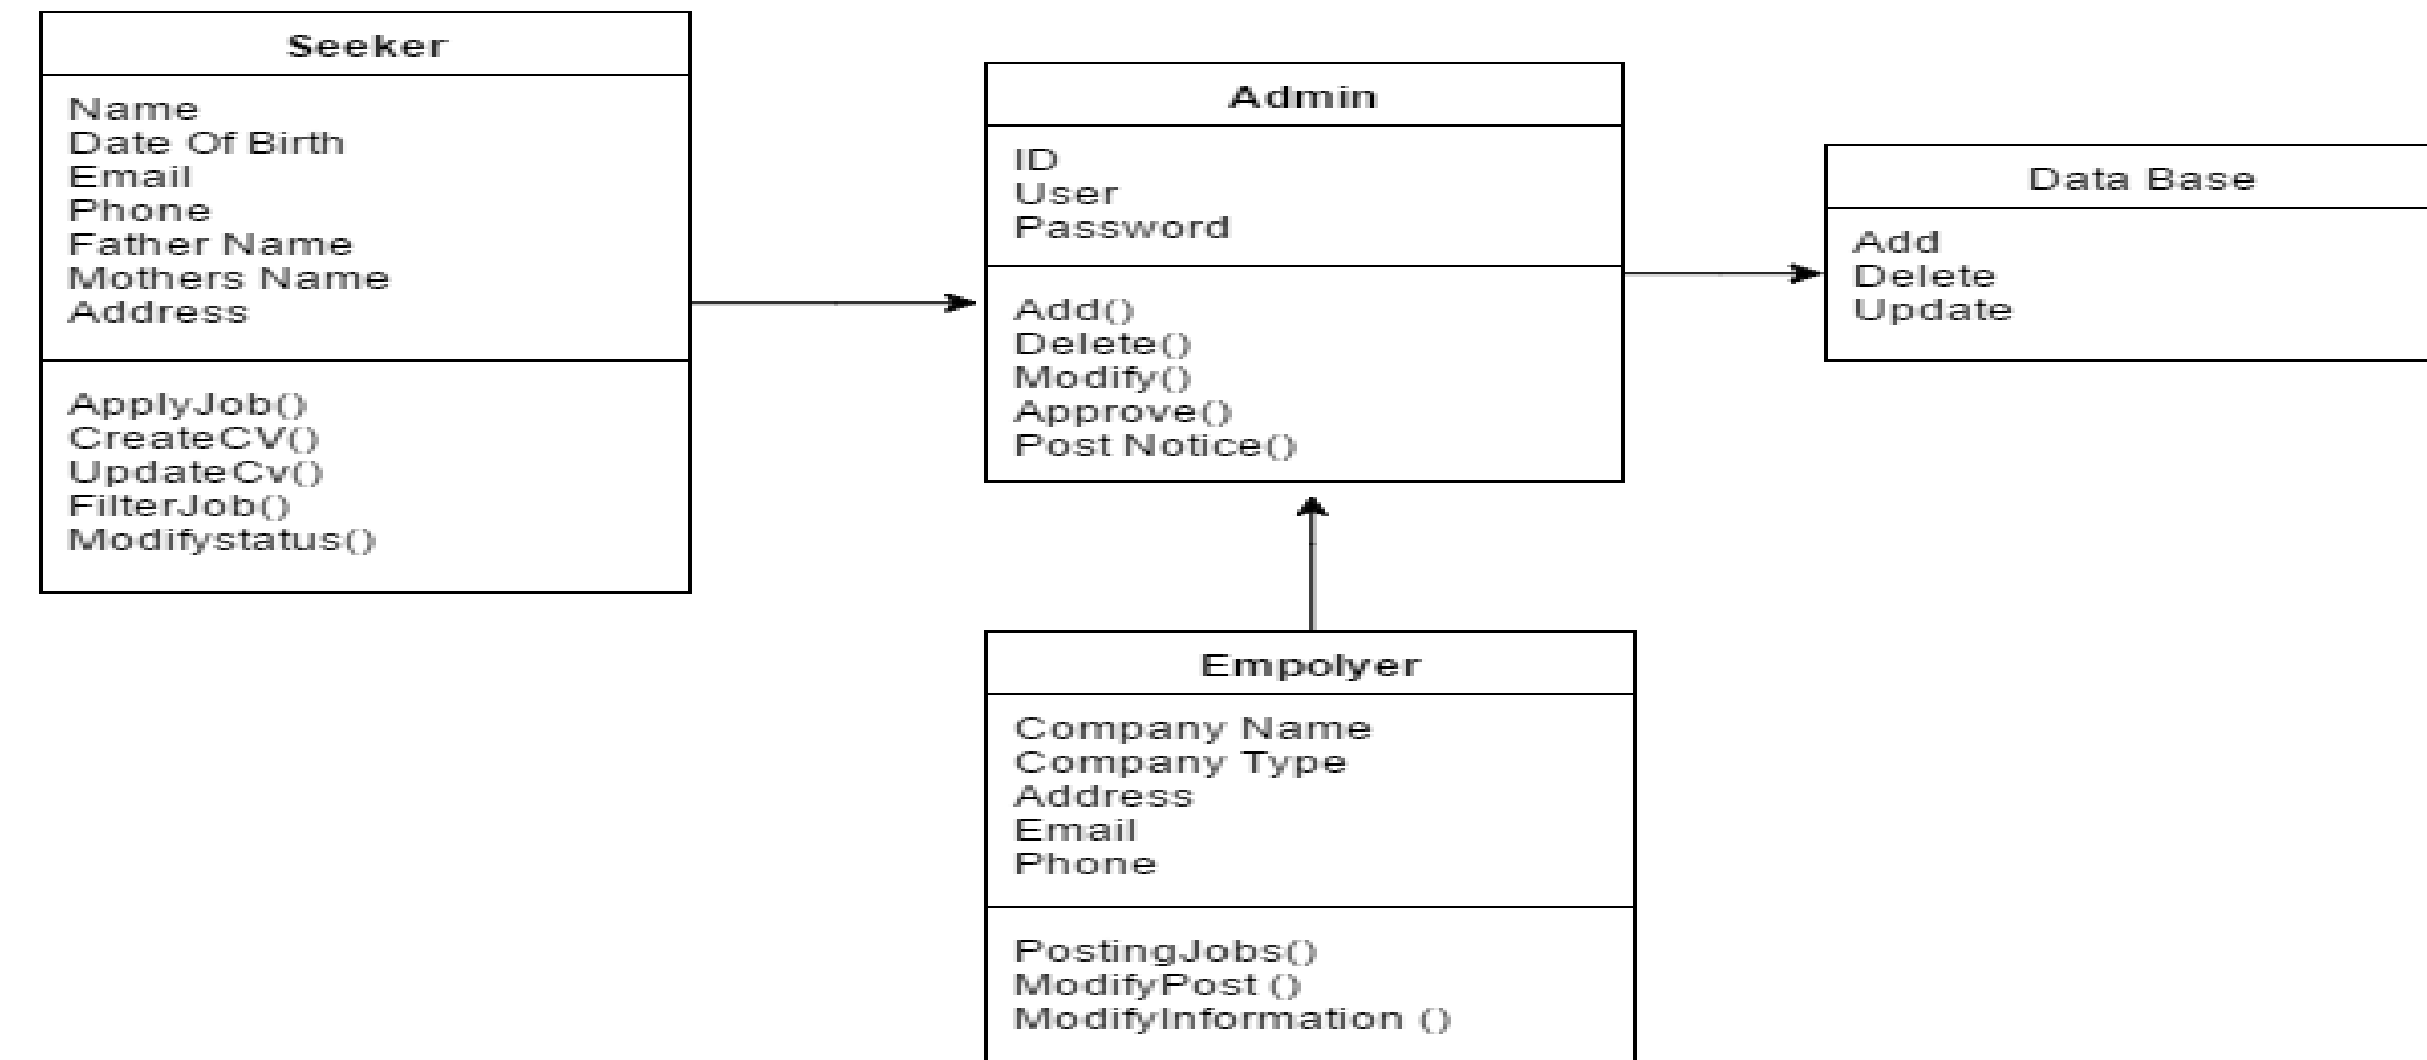 Seeker
Name
Date Of Birth
Email
Phone
Father Name
Mothers Name
Address
ApplyJob()
CreateCV()
UpdateCv()
FilterJob()
Modifystatus()
Admin
ID
User
Password
Add()
Delete()
Modify()
Approve()
Post Notice()
Data Base
Add
Delete
Update
Empolyer
Company Name
Company Type
Address
Email
Phone
PostingJobs()
ModifyPost ()
ModifyInformation ()